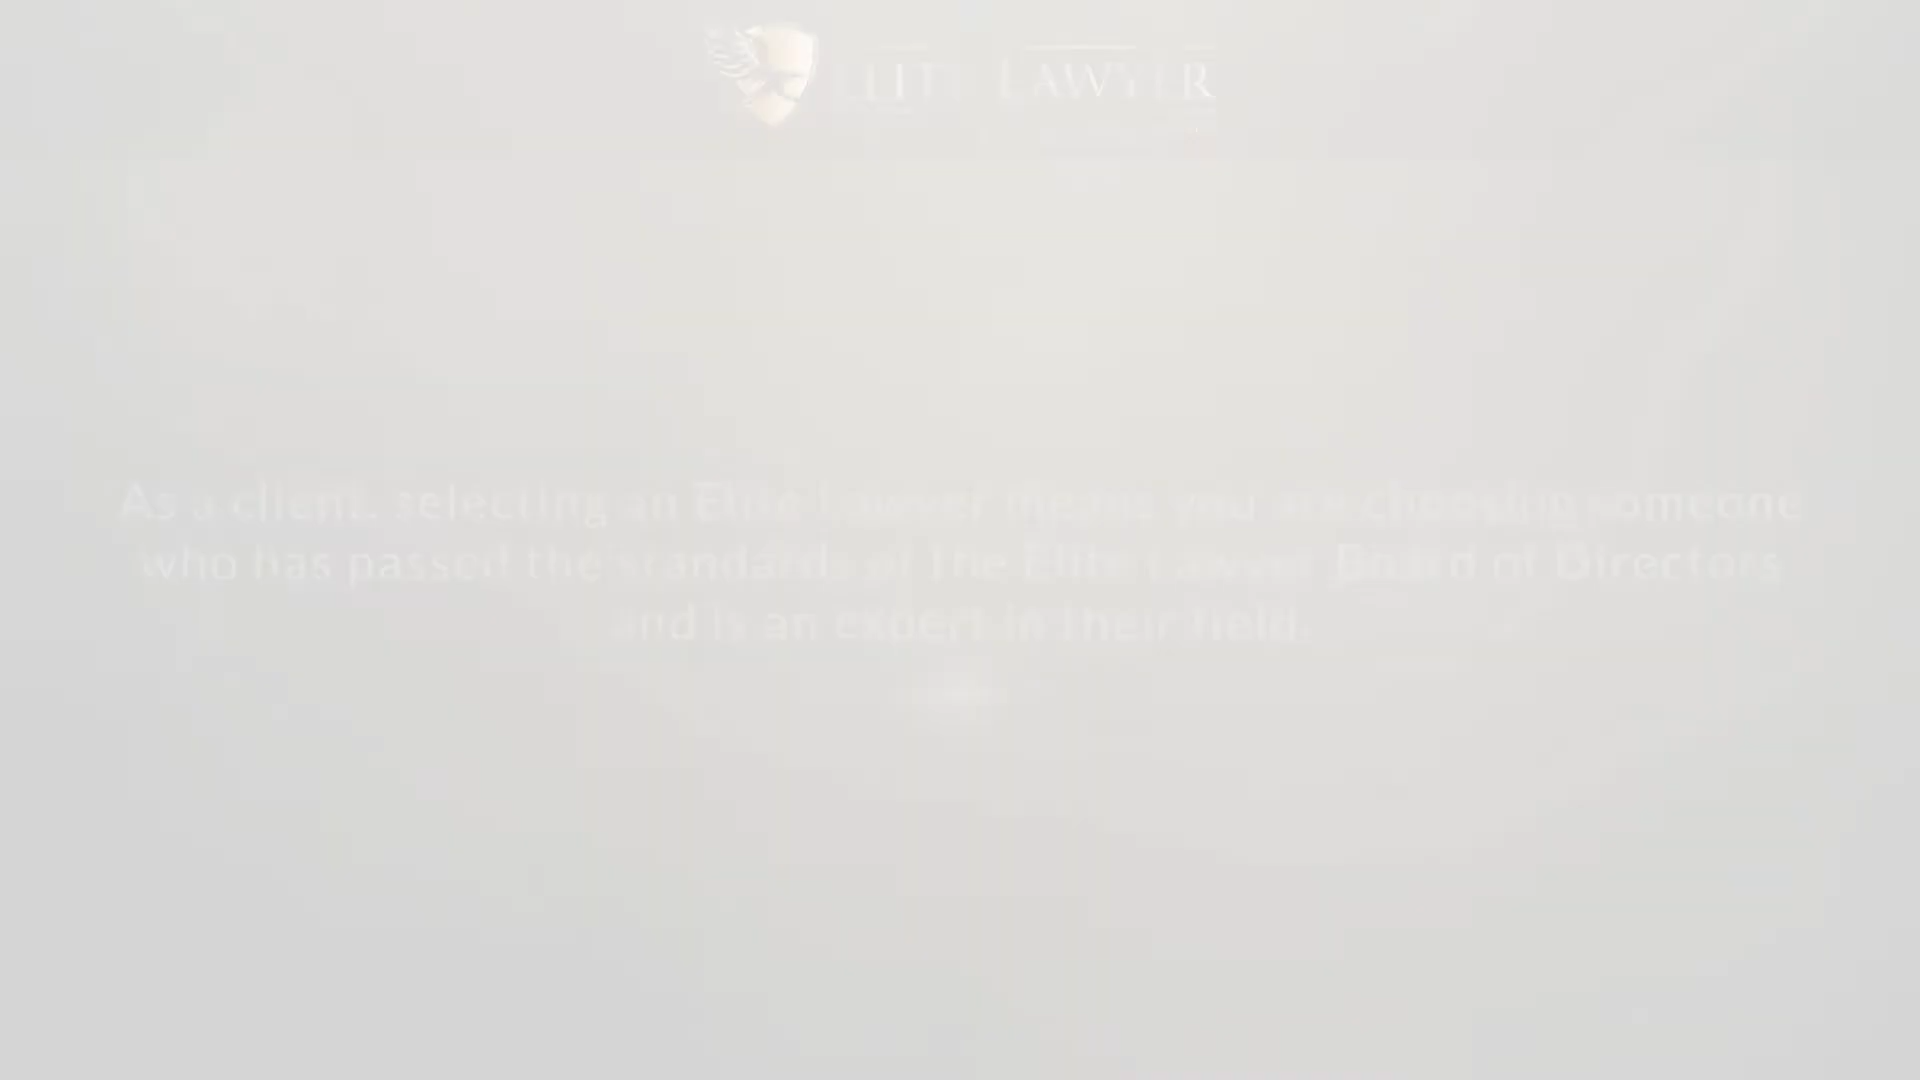 ELITE LAWYER
As a client, selecting an Elite Lawyer means you are choosing someone
who has passed the standards of the Elite Lawyer Board of Directors
and is an expert in their field.